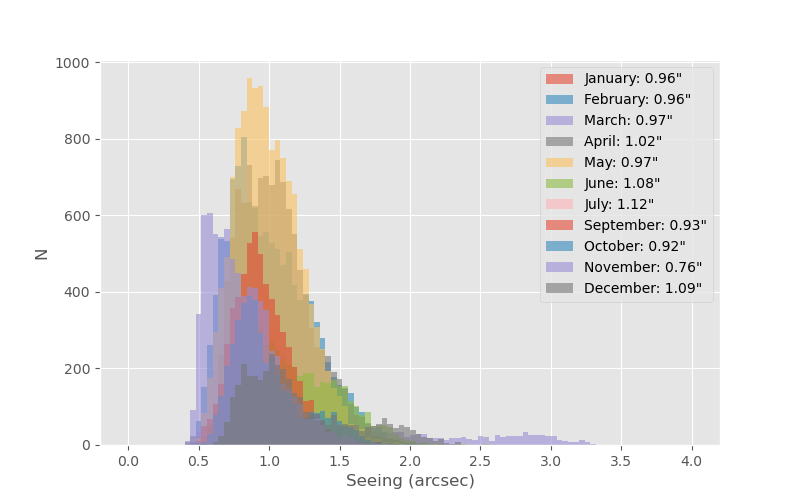 1000
800
600
400
200
0
N
0.0 0.5 1.0 1.5 2.0 2.5 3.0 3.5 4.0
Seeing (arcsec)
January: 0.96"
February: 0.96"
March: 0.97"
April: 1.02"
May: 0.97"
June: 1.08"
July: 1.12"
September: 0.93"
October: 0.92"
November: 0.76"
December: 1.09"